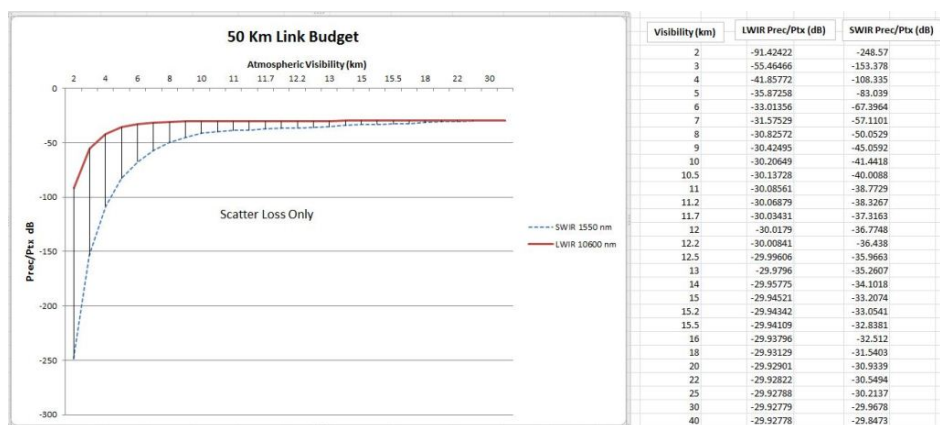 50 Km Link Budget
Atmospheric Visibility (km)
2 4 6 8 10 11 11.7 12.2 13 15 15.5 18 22 30
0
-50
-100
-150
-200
-250
-300
Prec/Ptx dB
Scatter Loss Only
SWIR 1550 nm
LWIR 10600 nm
Visibility (km) LWIR Prec/Ptx (dB) SWIR Prec/Ptx (dB)
2 -91.42422 -248.57
3 -55.46466 -153.378
4 -41.85772 -108.335
5 -35.87258 -83.039
6 -33.01356 -67.3964
7 -31.57529 -57.1101
8 -30.82572 -50.0529
9 -30.42495 -45.0592
10 -30.20649 -41.4418
10.5 -30.13728 -40.0088
11 -30.08561 -38.7729
11.2 -30.06879 -38.3267
11.7 -30.03431 -37.3163
12 -30.0179 -36.7748
12.2 -30.00841 -36.438
12.5 -29.99606 -35.9663
13 -29.9796 -35.2607
14 -29.95775 -34.1018
15 -29.94521 -33.2074
15.2 -29.94342 -33.0541
15.5 -29.94109 -32.8381
16 -29.93796 -32.512
18 -29.93129 -31.5403
20 -29.92901 -30.9339
22 -29.92822 -30.5494
25 -29.92788 -30.2137
30 -29.92779 -29.9678
40 -29.92778 -29.8473